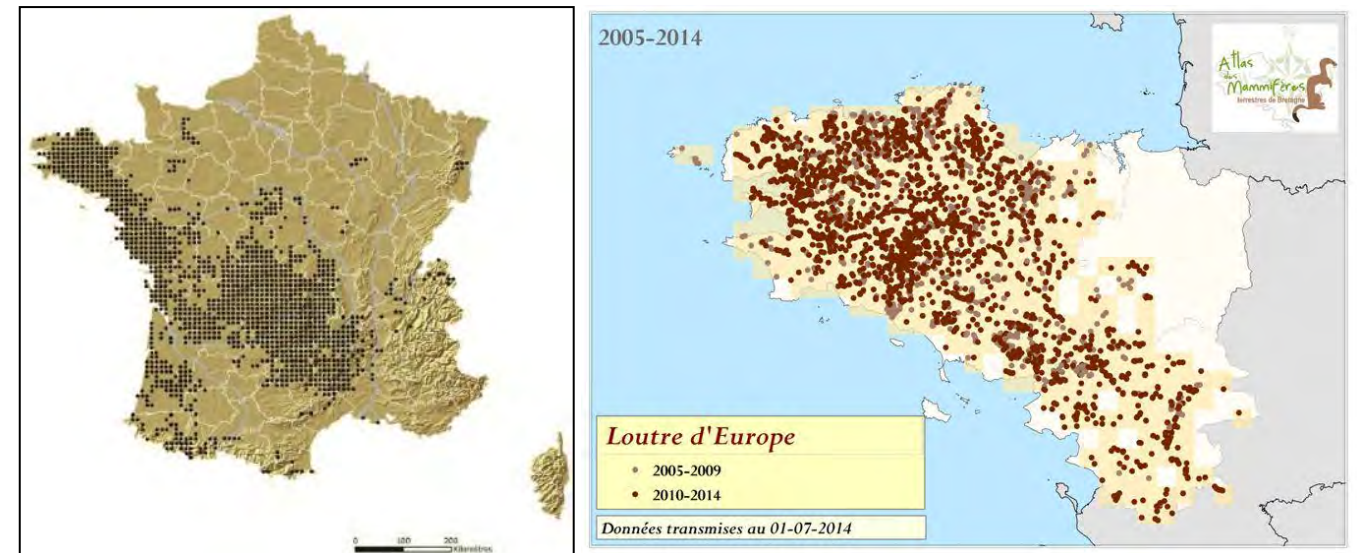 0 100 200
Kilomètres
2005-2014
Atlas
des
Mammifères
terrestres de Bretagne
Loutre d'Europe
2005-2009
2010-2014
Données transmises au 01-07-2014